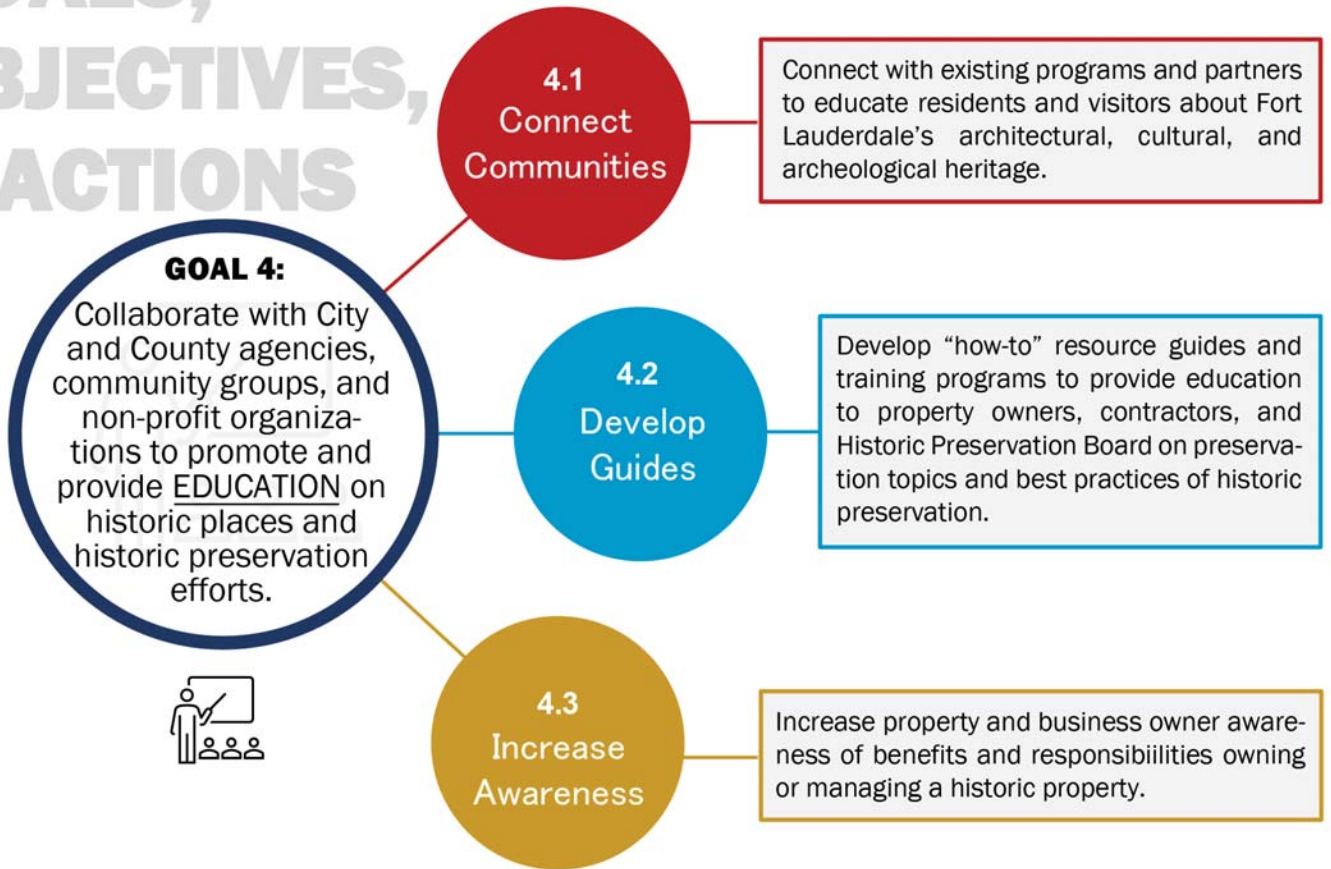 OALS,
BJECTIVES,
ACTIONS
GOAL 4:
Collaborate with City
and County agencies,
community groups, and
non-profit organiza-
tions to promote and
provide EDUCATION on
historic places and
historic preservation
efforts.
4.1
Connect
Communities
Connect with existing programs and partners
to educate residents and visitors about Fort
Lauderdale’s architectural, cultural, and
archeological heritage.
4.2
Develop
Guides
Develop “how-to” resource guides and
training programs to provide education
to property owners, contractors, and
Historic Preservation Board on preserva-
tion topics and best practices of historic
preservation.
4.3
Increase
Awareness
Increase property and business owner aware-
ness of benefits and responsibiilities owning
or managing a historic property.